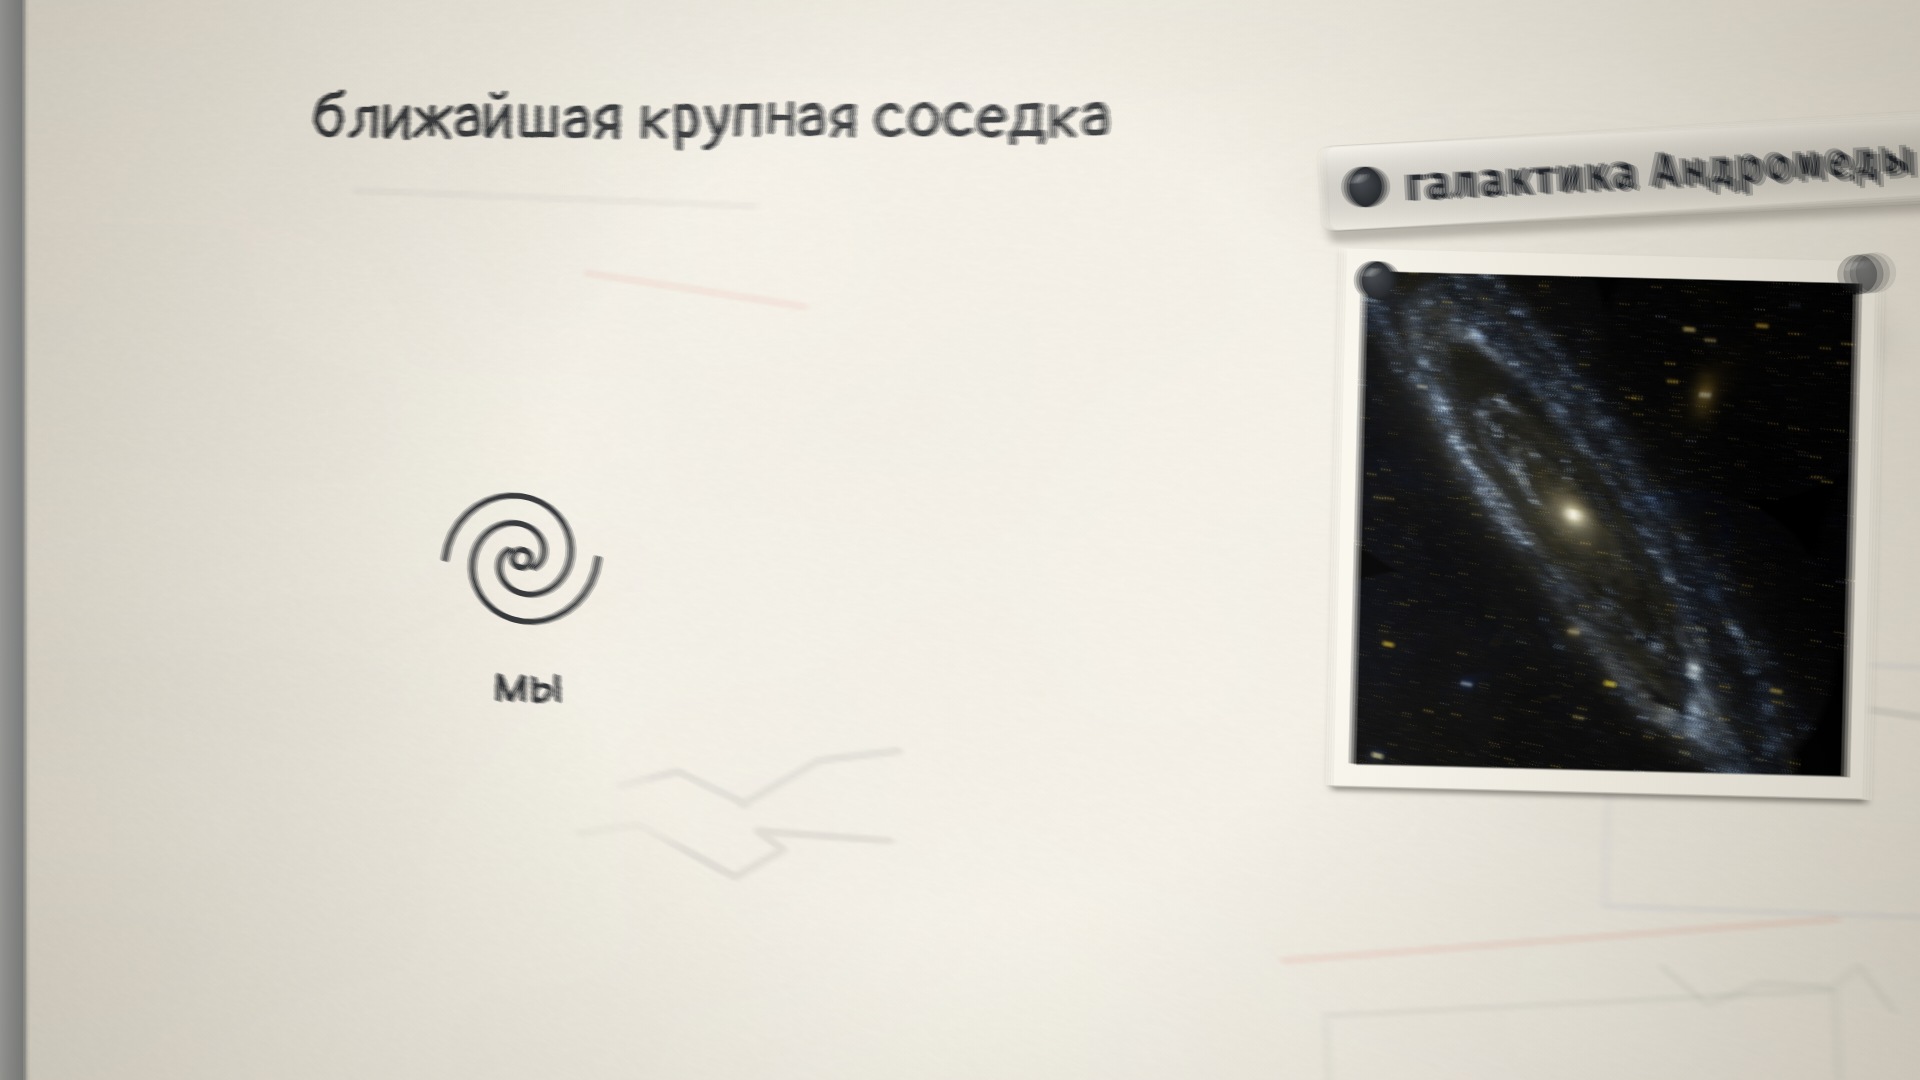 ближайшая крупная соседка
галактика Андромеды
мы